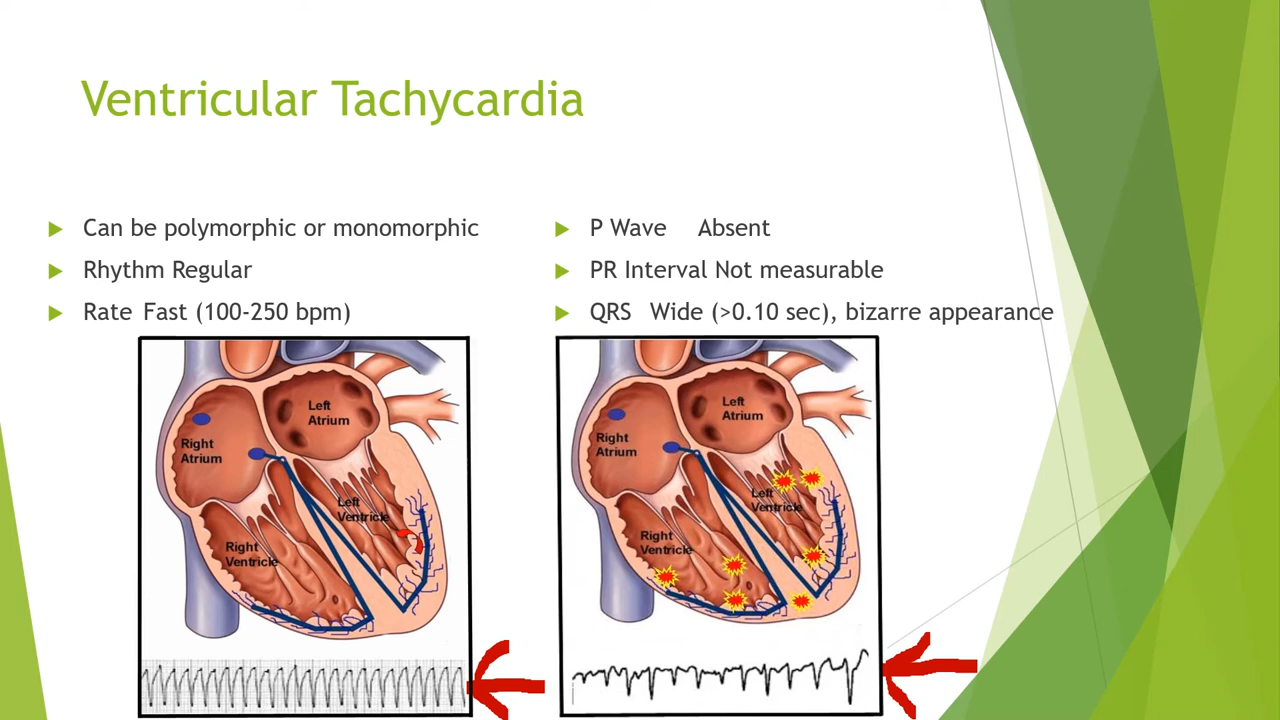 Ventricular Tachycardia
Can be polymorphic or monomorphic
Rhythm Regular
Rate Fast (100-250 bpm)
P Wave Absent
PR Interval Not measurable
QRS Wide (>0.10 sec), bizarre appearance
Left
Atrium
Right
Atrium
Left
Ventricle
Right
Ventricle
Left
Atrium
Right
Atrium
Left
Ventricle
Right
Ventricle